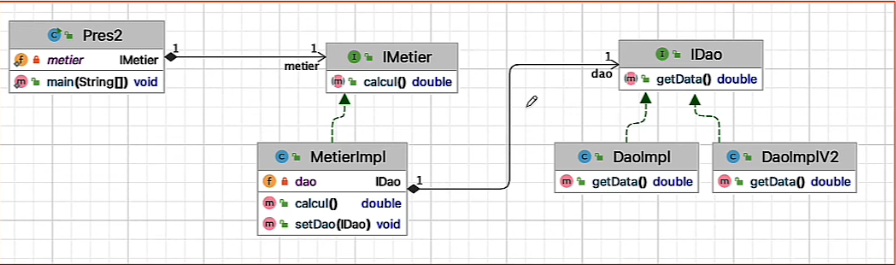 Pres2
metier IMetier
main(String[]) void
1
1
metier
IMetier
calcul() double
1
dao
IDao
getData() double
MetierImpl
dao IDao
calcul() double
setDao(IDao) void
1
DaoImpl
getData() double
DaoImplV2
getData() double